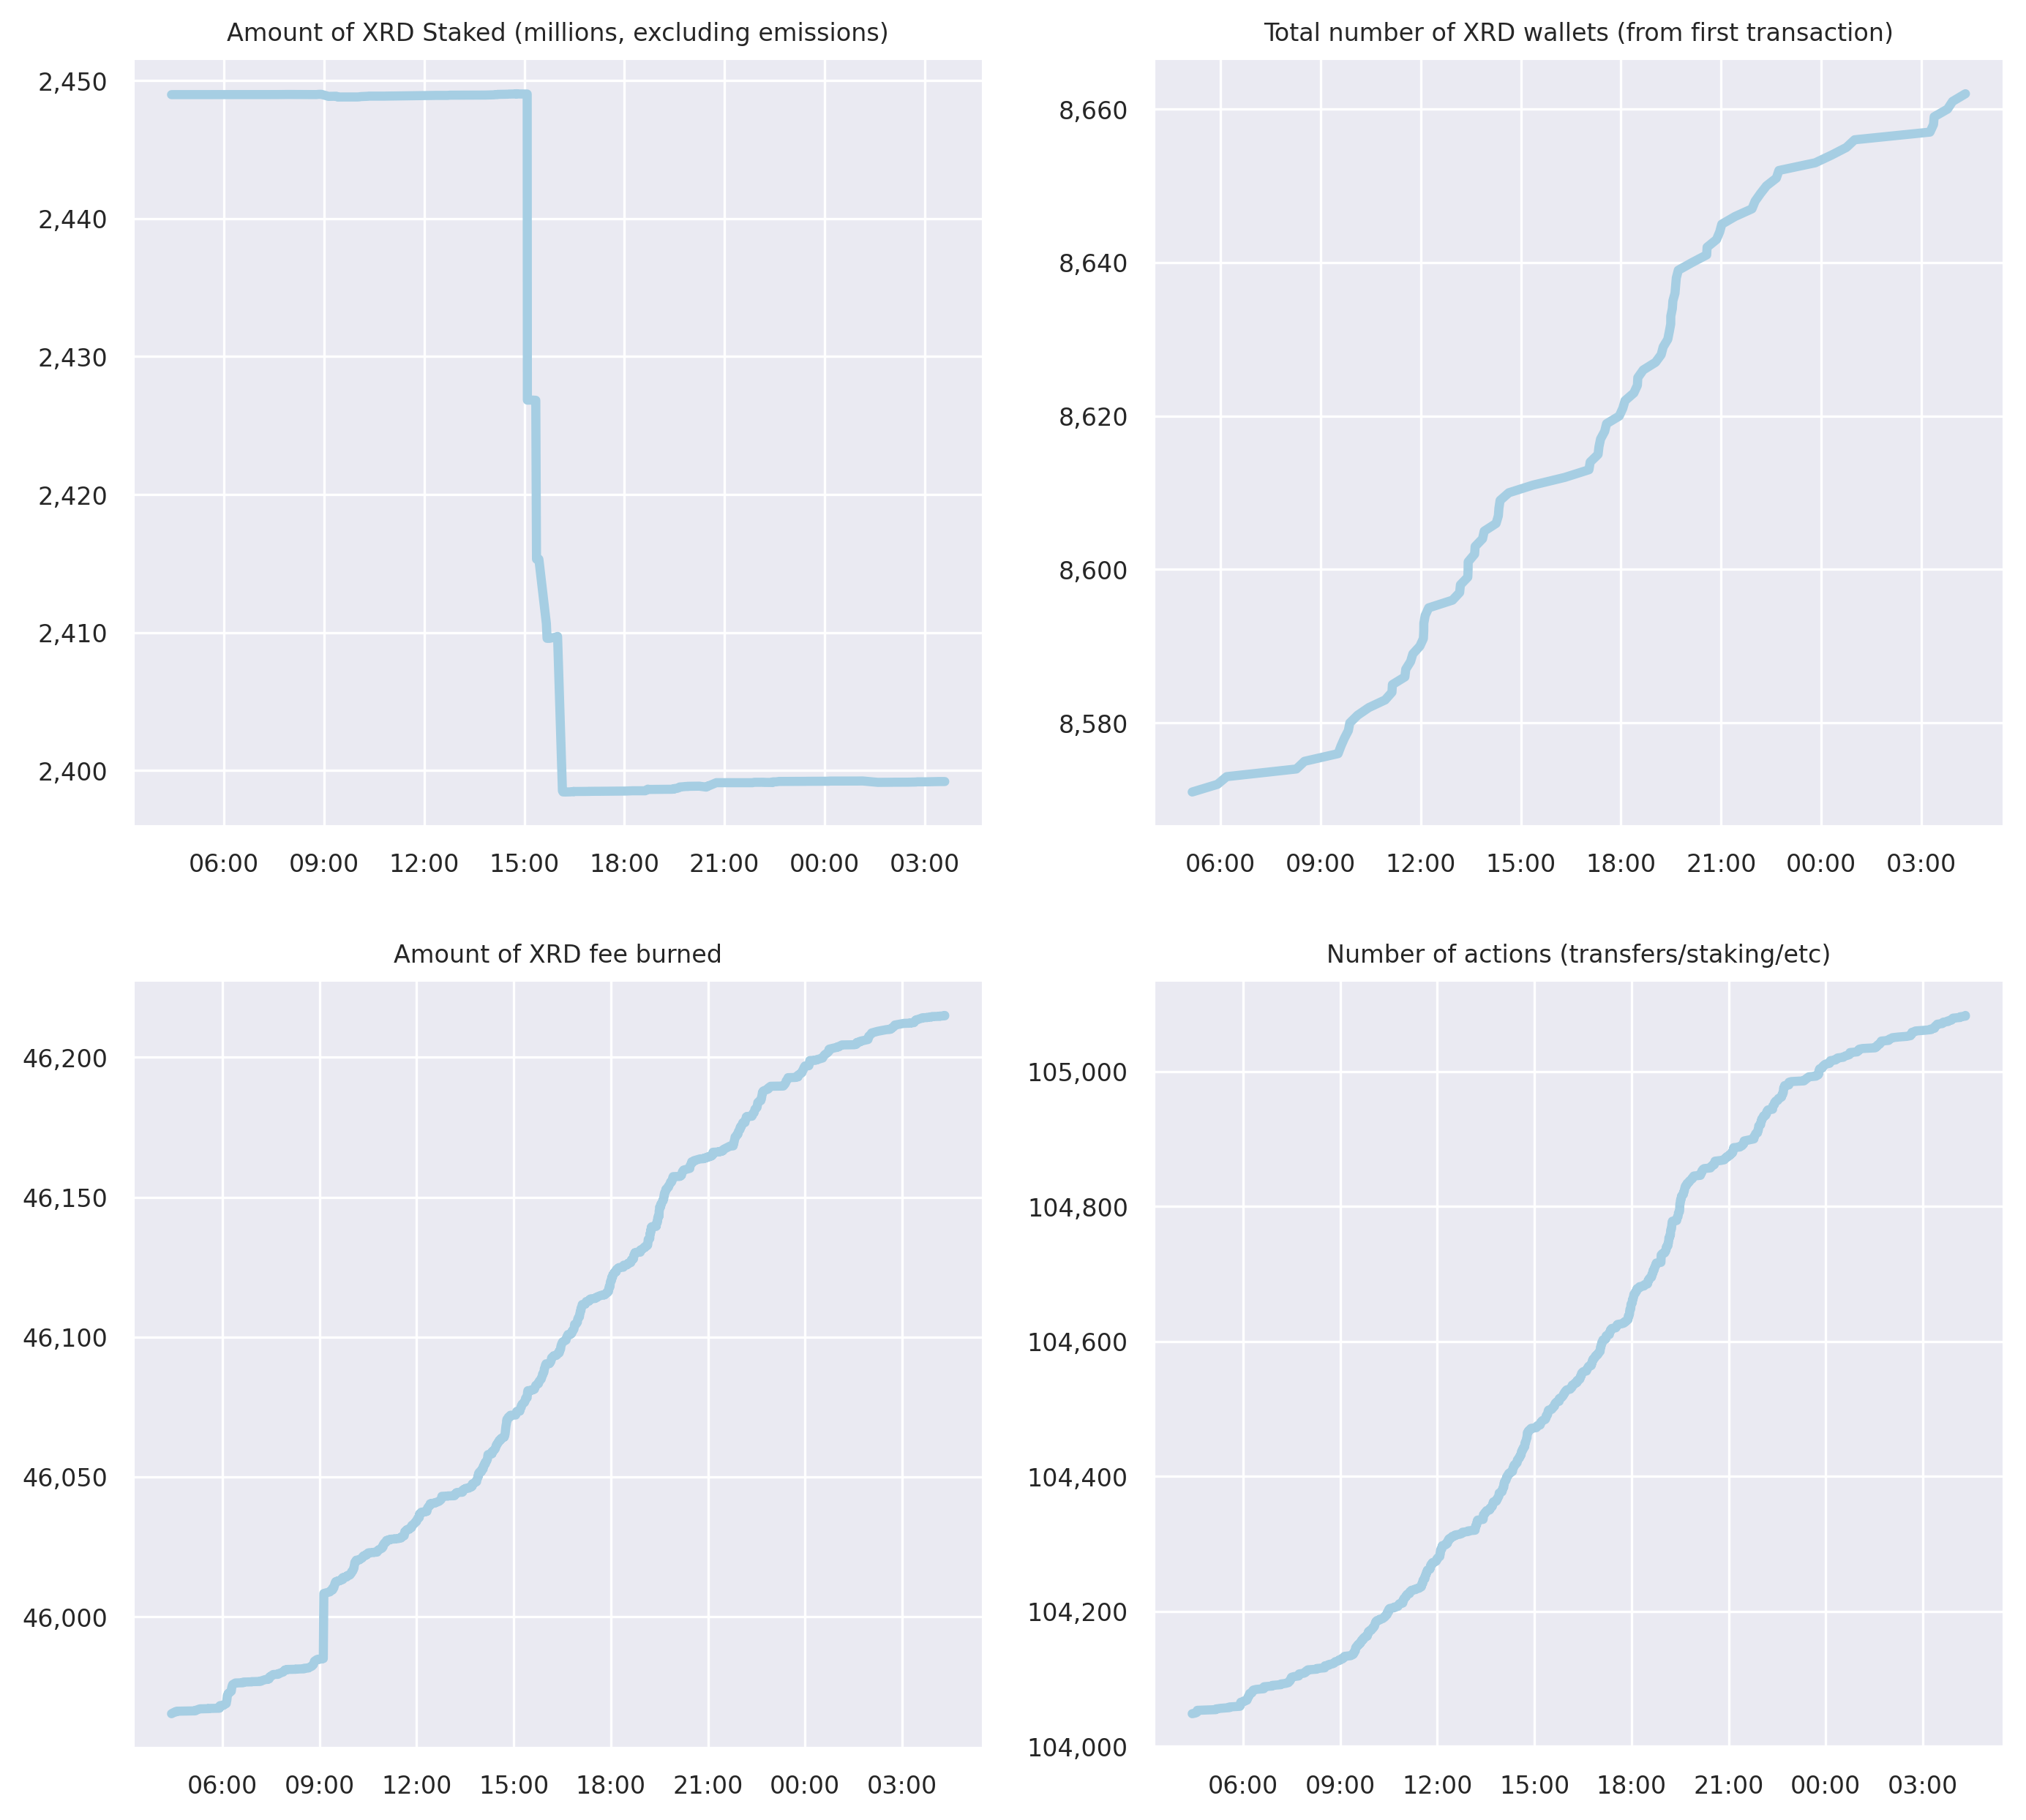 Amount of XRD Staked (millions, excluding emissions)
2,450
2,440
2,430
2,420
2,410
2,400
06:00 09:00 12:00 15:00 18:00 21:00 00:00 03:00
Total number of XRD wallets (from first transaction)
8,660
8,640
8,620
8,600
8,580
06:00 09:00 12:00 15:00 18:00 21:00 00:00 03:00
Amount of XRD fee burned
46,200
46,150
46,100
46,050
46,000
06:00 09:00 12:00 15:00 18:00 21:00 00:00 03:00
Number of actions (transfers/staking/etc)
105,000
104,800
104,600
104,400
104,200
104,000
06:00 09:00 12:00 15:00 18:00 21:00 00:00 03:00